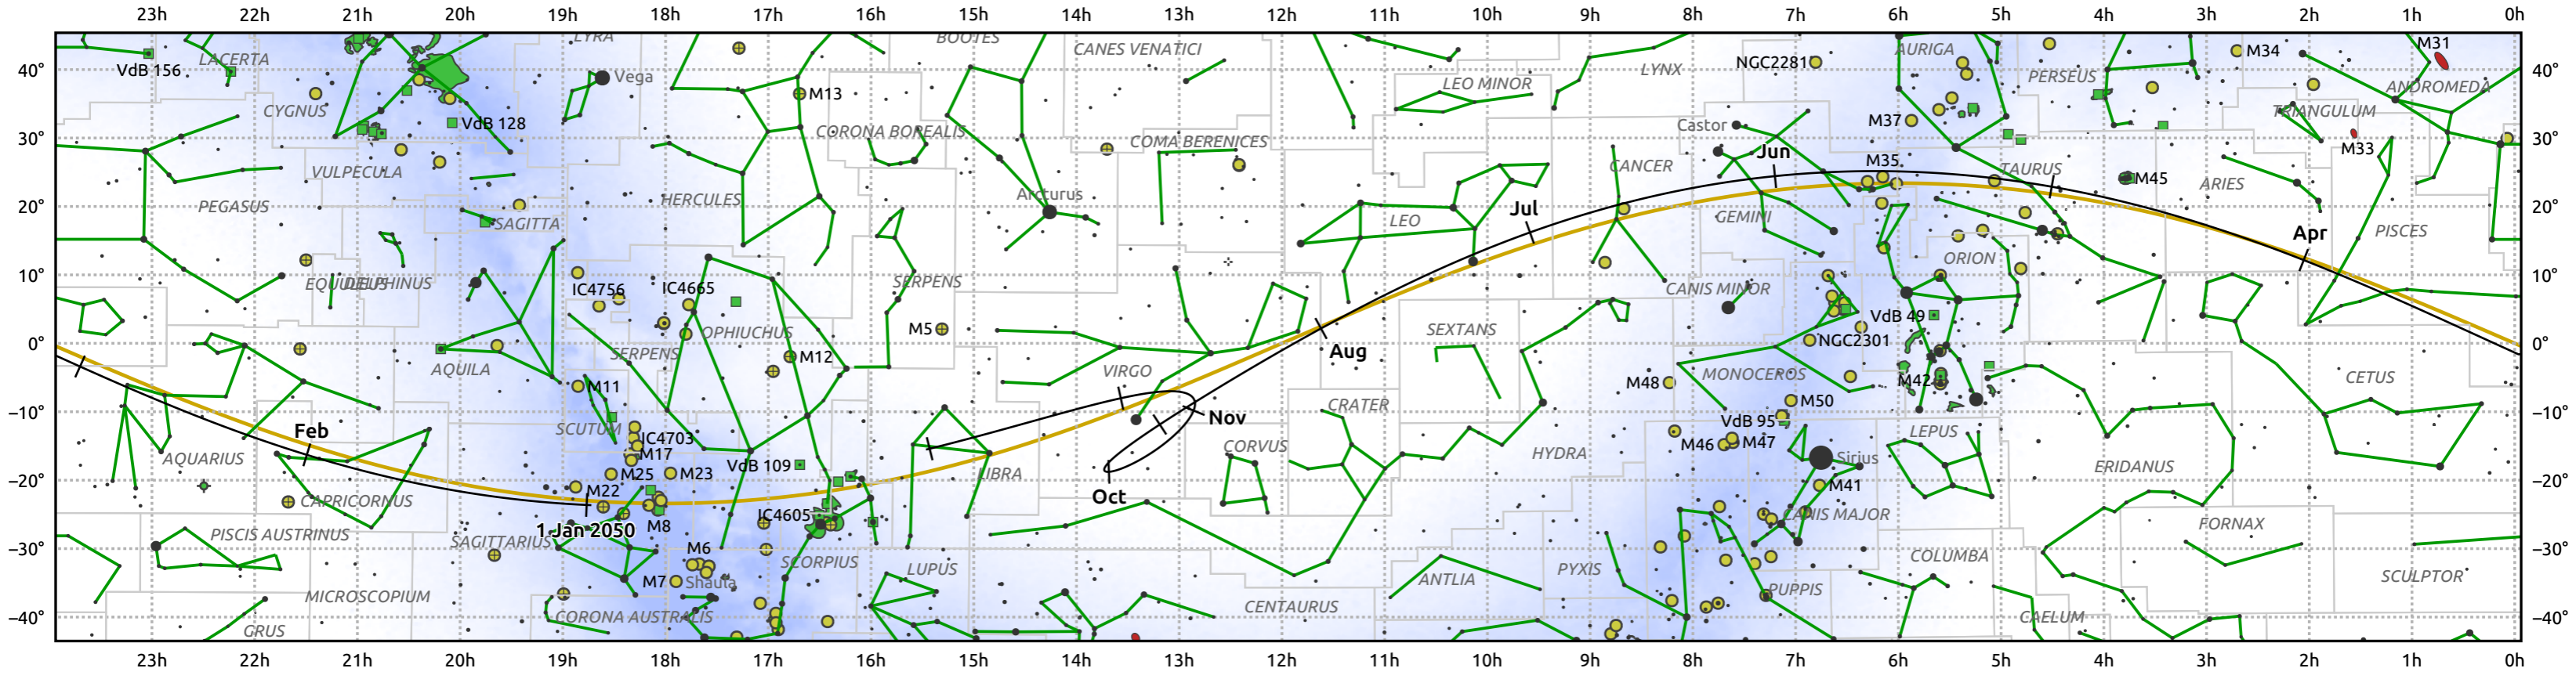 23h 22h 21h 20h 19h 18h 17h 16h 15h 14h 13h 12h 11h 10h 9h 8h 7h 6h 5h 4h 3h 2h 1h 0h
LYRA BOOTES CANES VENATICI AURIGA M34 M31
VdB 156 LACERTA LYNX PERSEUS
40° Vega NGC2281 40°
LEO MINOR ANDROMEDA
CYGNUS M13 TRIANGULUM
VdB 128 CORONA BOREALIS COMA BERENICES Castor M37
30° M33 30°
VULPECULA HERCULES CANCER Jun M35 TAURUS M45 ARIES
20° PEGASUS SAGITTA Arcturus LEO Jul GEMINI PISCES 20°
Apr
ORION
10° EQUULEUS DELPHINUS IC4756 IC4665 SERPENS CANIS MINOR 10°
OPHIUCHUS M5 SEXTANS VdB 49
0° SERPENS M12 Aug NGC2301 0°
AQUILA M11 VIRGO M48 MONOCEROS M42 CETUS
−10° Nov CRATER M50 −10°
Feb SCUTUM IC4703 VdB 95
AQUARIUS M17 VdB 109 LIBRA CORVUS HYDRA M46 M47 LEPUS
−20° M25 M23 Sirius ERIDANUS −20°
CAPRICORNUS M22 Oct M41
M8 IC4605 CANIS MAJOR
1 Jan 2050 FORNAX
−30° PISCIS AUSTRINUS SAGITTARIUS M6 −30°
SCORPIUS LUPUS COLUMBA
M7 Shaula ANTLIA PYXIS PUPPIS SCULPTOR
MICROSCOPIUM CENTAURUS
−40° GRUS CORONA AUSTRALIS CAELUM −40°
23h 22h 21h 20h 19h 18h 17h 16h 15h 14h 13h 12h 11h 10h 9h 8h 7h 6h 5h 4h 3h 2h 1h 0h